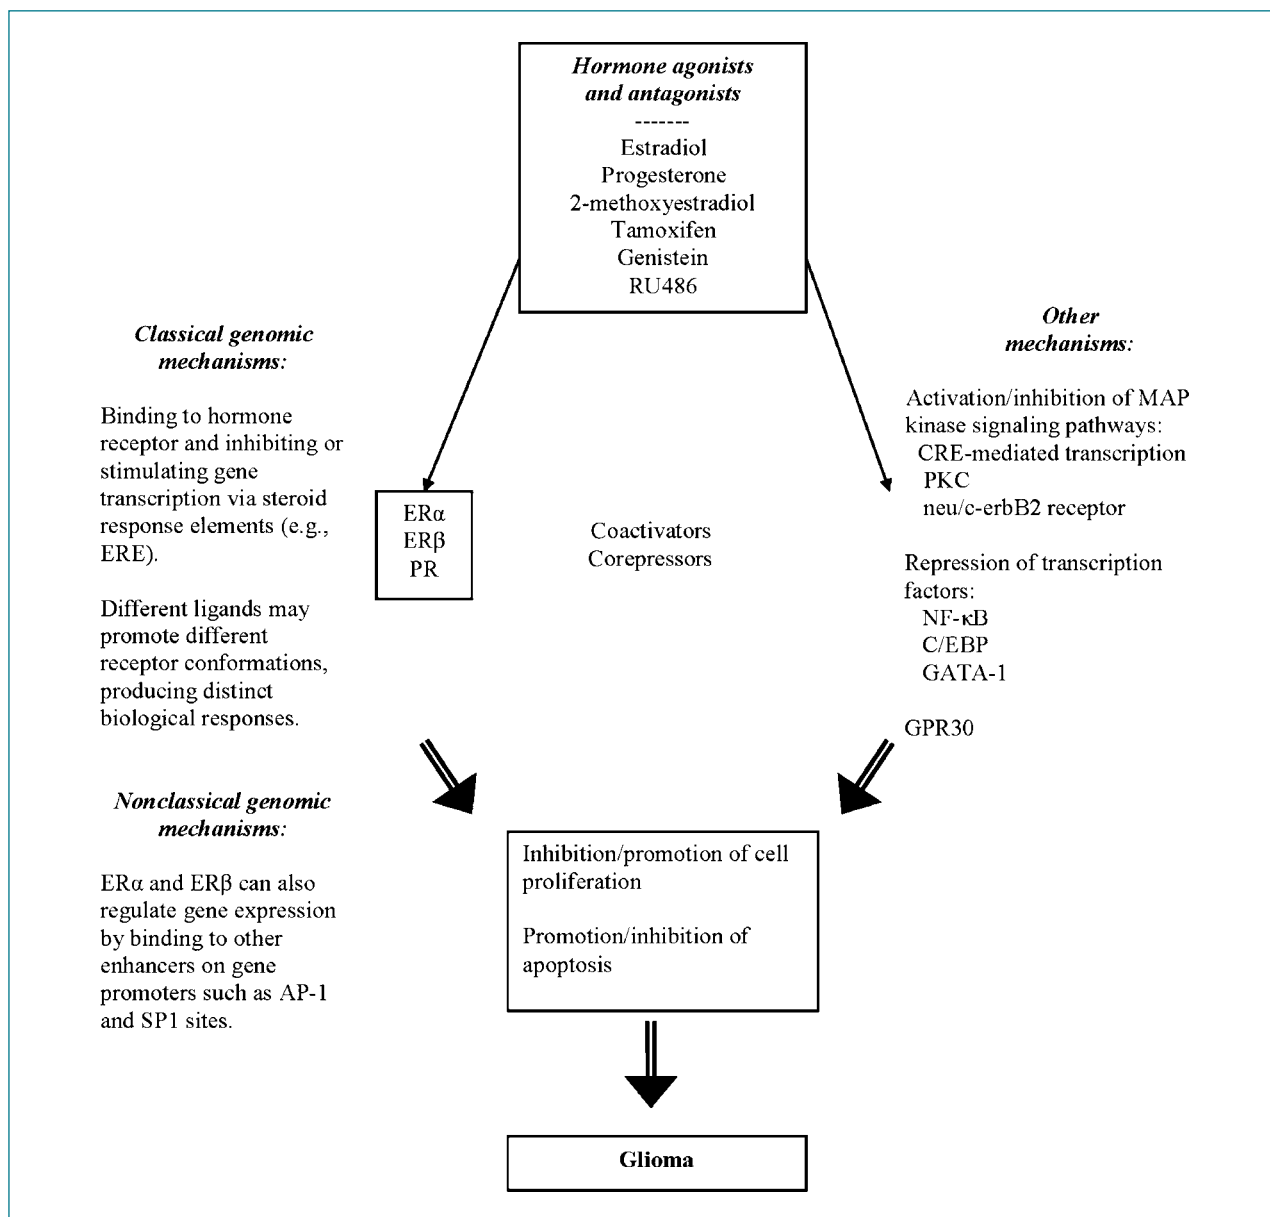 Hormone agonists
and antagonists
-------
Estradiol
Progesterone
2-methoxyestradiol
Tamoxifen
Genistein
RU486
Classical genomic
mechanisms:
Binding to hormone
receptor and inhibiting or
stimulating gene
transcription via steroid
response elements (e.g.,
ERE).
Different ligands may
promote different
receptor conformations,
producing distinct
biological responses.
Nonclassical genomic
mechanisms:
ERα and ERβ can also
regulate gene expression
by binding to other
enhancers on gene
promoters such as AP-1
and SP1 sites.
ERα
ERβ
PR
Coactivators
Corepressors
Other
mechanisms:
Activation/inhibition of MAP
kinase signaling pathways:
CRE-mediated transcription
PKC
neu/c-erbB2 receptor
Repression of transcription
factors:
NF-κB
C/EBP
GATA-1
GPR30
Inhibition/promotion of cell
proliferation
Promotion/inhibition of
apoptosis
Glioma